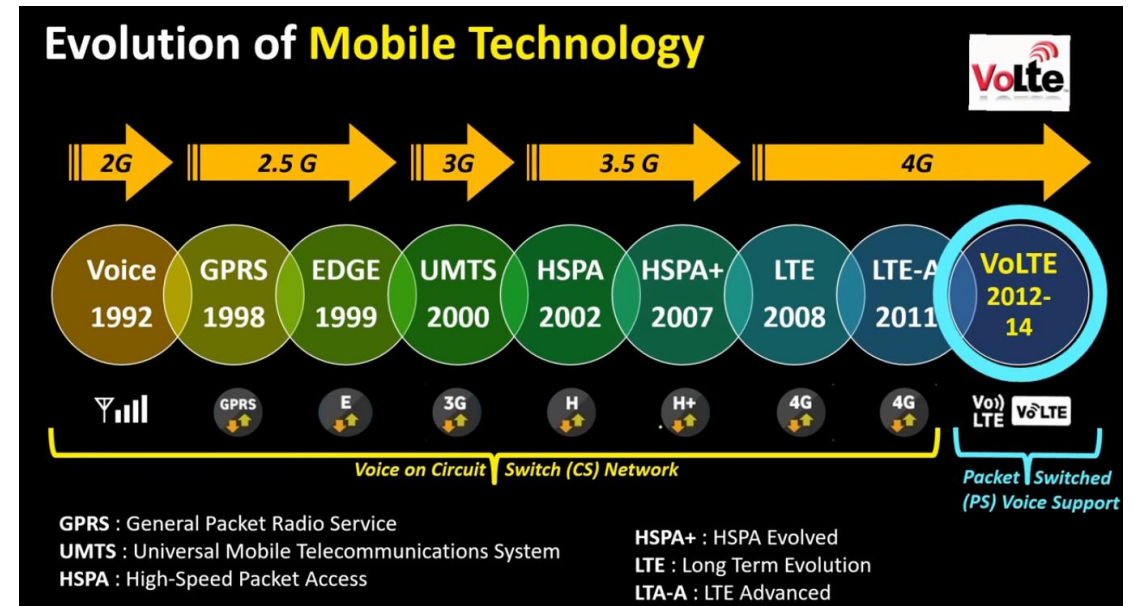 Evolution of Mobile Technology
VoLte
2G
2.5 G
3G
3.5 G
4G
Voice
1992
GPRS
1998
EDGE
1999
UMTS
2000
HSPA
2002
HSPA+
2007
LTE
2008
LTE-A
2011
VoLTE
2012-
14
GPRS
E
3G
H
H+
4G
4G
Vo))
LTE
VoLTE
Voice on Circuit Switch (CS) Network
Packet Switched
(PS) Voice Support
GPRS : General Packet Radio Service
UMTS : Universal Mobile Telecommunications System
HSPA : High-Speed Packet Access
HSPA+ : HSPA Evolved
LTE : Long Term Evolution
LTA-A : LTE Advanced